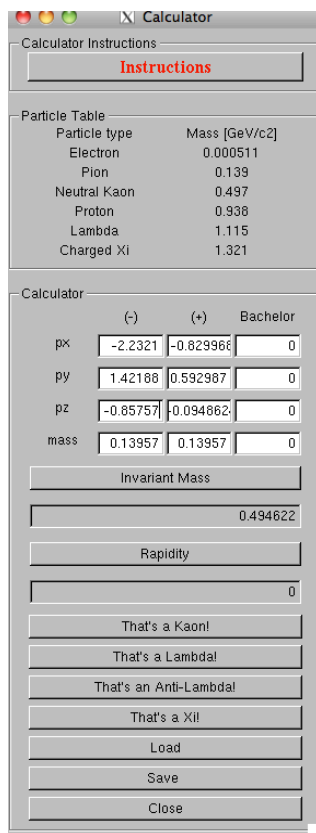 X Calculator
Calculator Instructions
Instructions
Particle Table
Particle type Mass [GeV/c2]
Electron 0.000511
Pion 0.139
Neutral Kaon 0.497
Proton 0.938
Lambda 1.115
Charged Xi 1.321
Calculator
(-) (+) Bachelor
px -2.2321 -0.829968 0
py 1.42188 0.592987 0
pz -0.85757 -0.094862 0
mass 0.13957 0.13957 0
Invariant Mass
0.494622
Rapidity
0
That's a Kaon!
That's a Lambda!
That's an Anti-Lambda!
That's a Xi!
Load
Save
Close